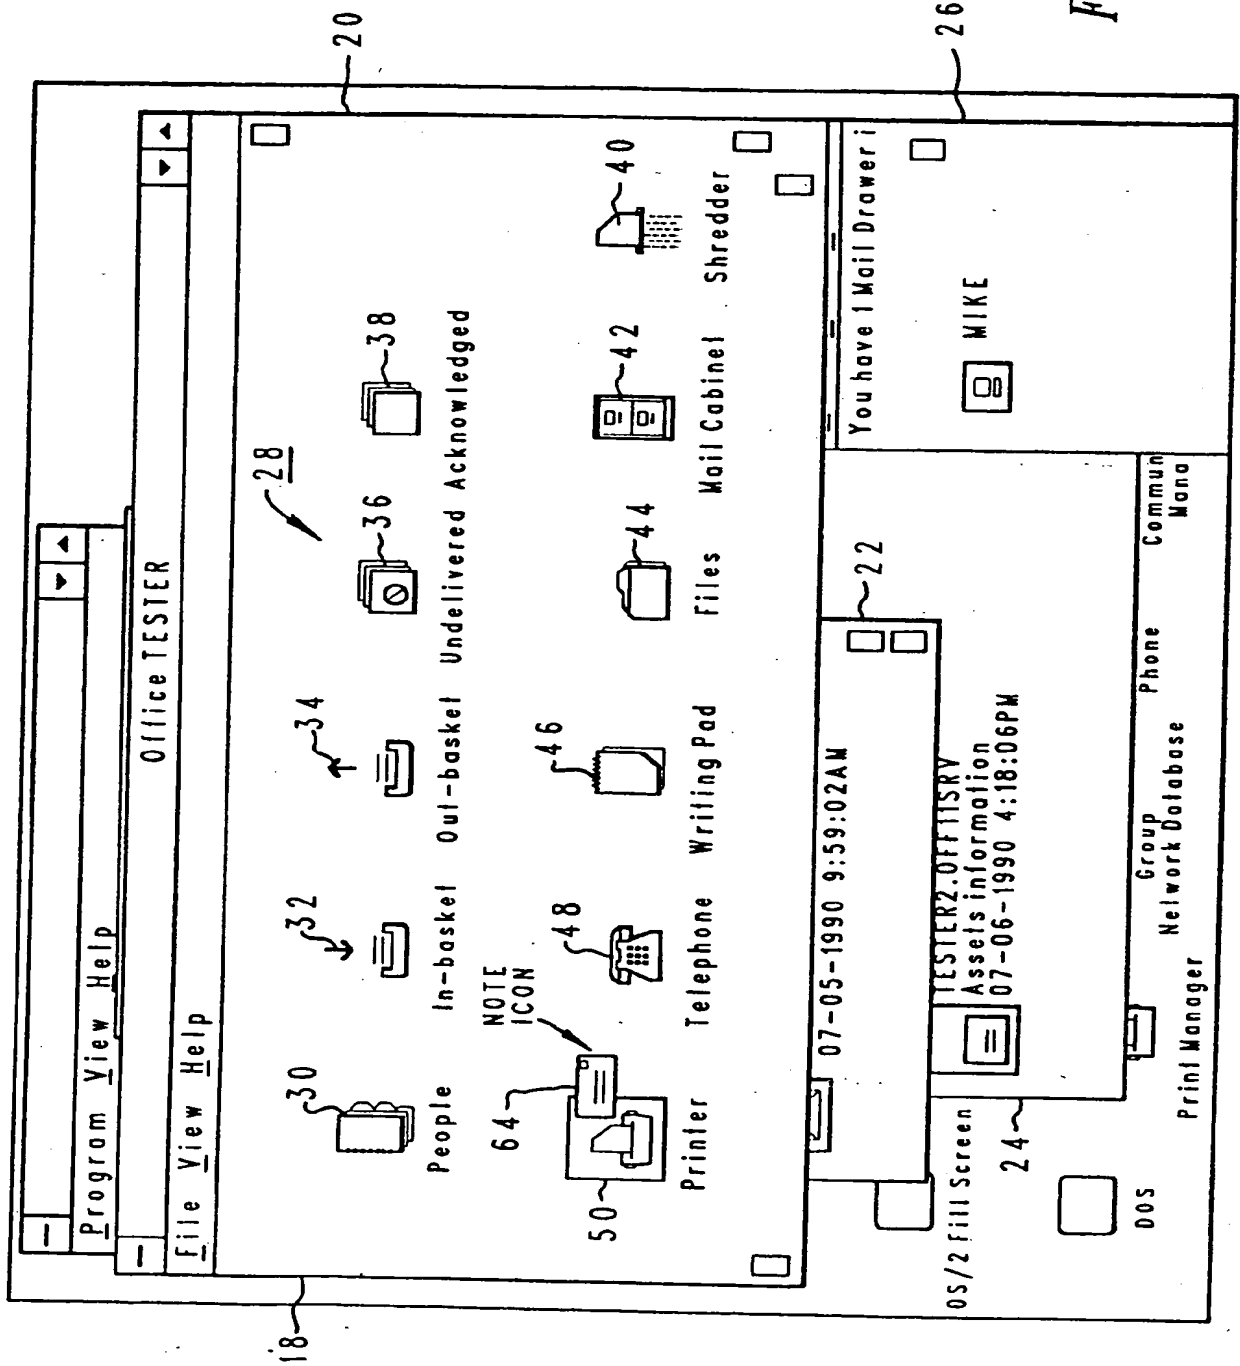 Program View Help
Office TESTER
File View Help
18
20
28
30
32
34
36
38
People In-basket Out-basket Undelivered Acknowledged
NOTE
ICON
64
50
48
46
44
42
40
Printer Telephone Writing Pad Files Mail Cabinet Shredder
07-05-1990 9:59:02AM
22
You have 1 Mail Drawer i
26
MIKE
TESTER2.OFF11SRV
Assets information
07-06-1990 4:18:06PM
OS/2 Fill Screen
24
DOS
Print Manager
Group
Network Database
Phone
Commun
Mana
F